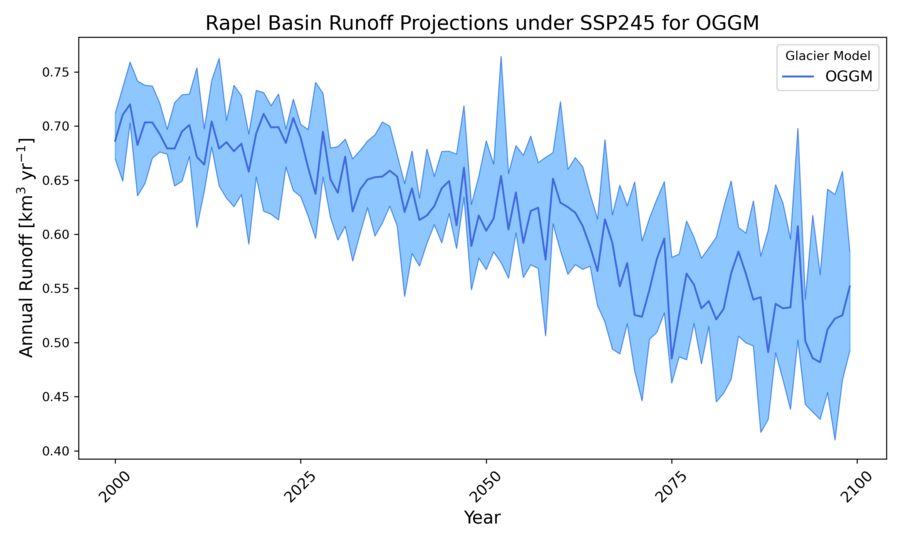 Rapel Basin Runoff Projections under SSP245 for OGGM
Glacier Model
OGGM
Annual Runoff [km³ yr⁻¹]
0.75
0.70
0.65
0.60
0.55
0.50
0.45
0.40
2000
2025
2050
2075
2100
Year